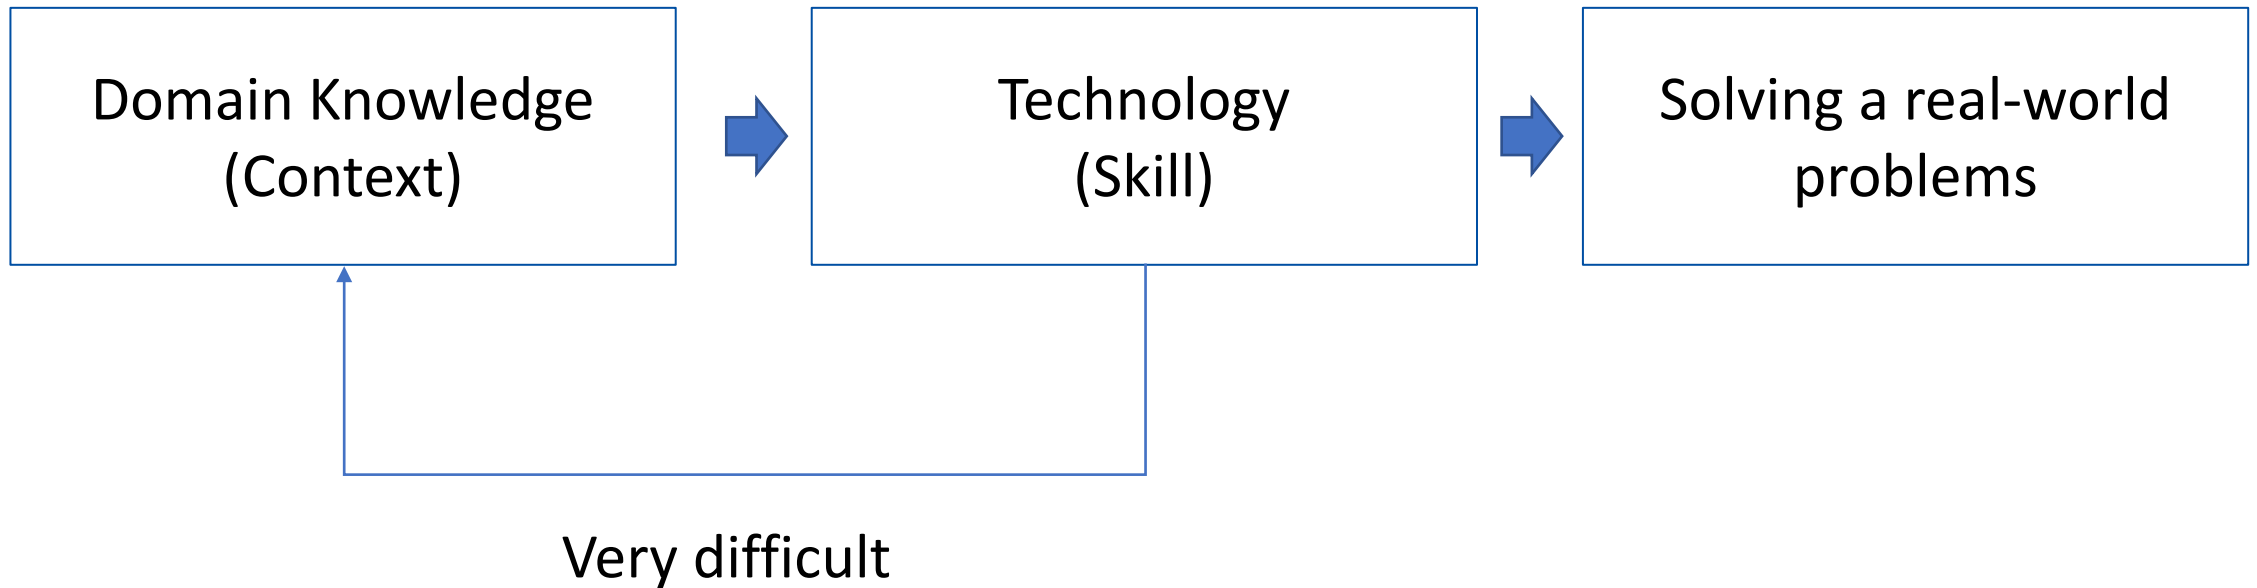 Domain Knowledge
(Context)
Technology
(Skill)
Solving a real-world
problems
Very difficult